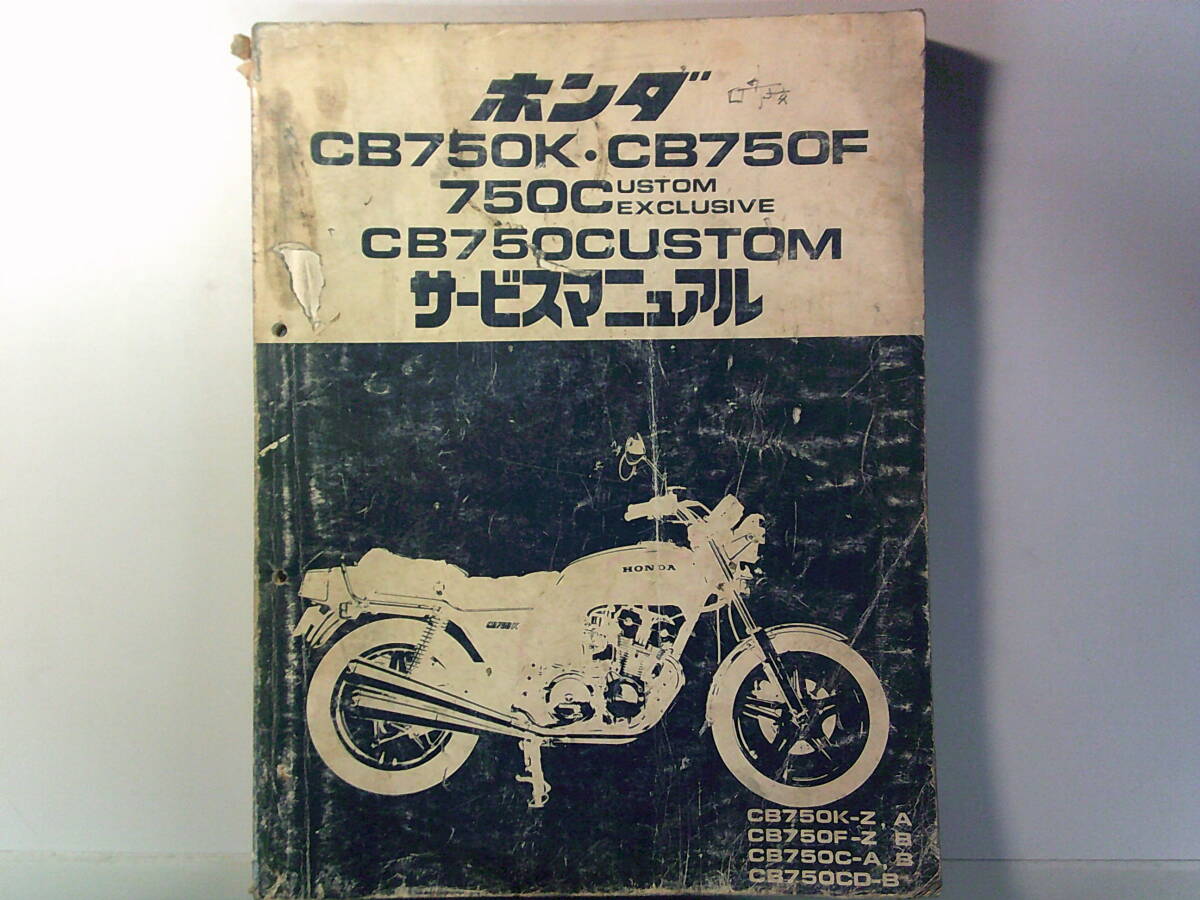 ホンダ
CB750K・CB750F
750CUSTOM
EXCLUSIVE
CB750CUSTOM
サービスマニュアル
HONDA
CB750K
CB750K-Z, A
CB750F-Z, B
CB750C-A, B
CB750CD-B